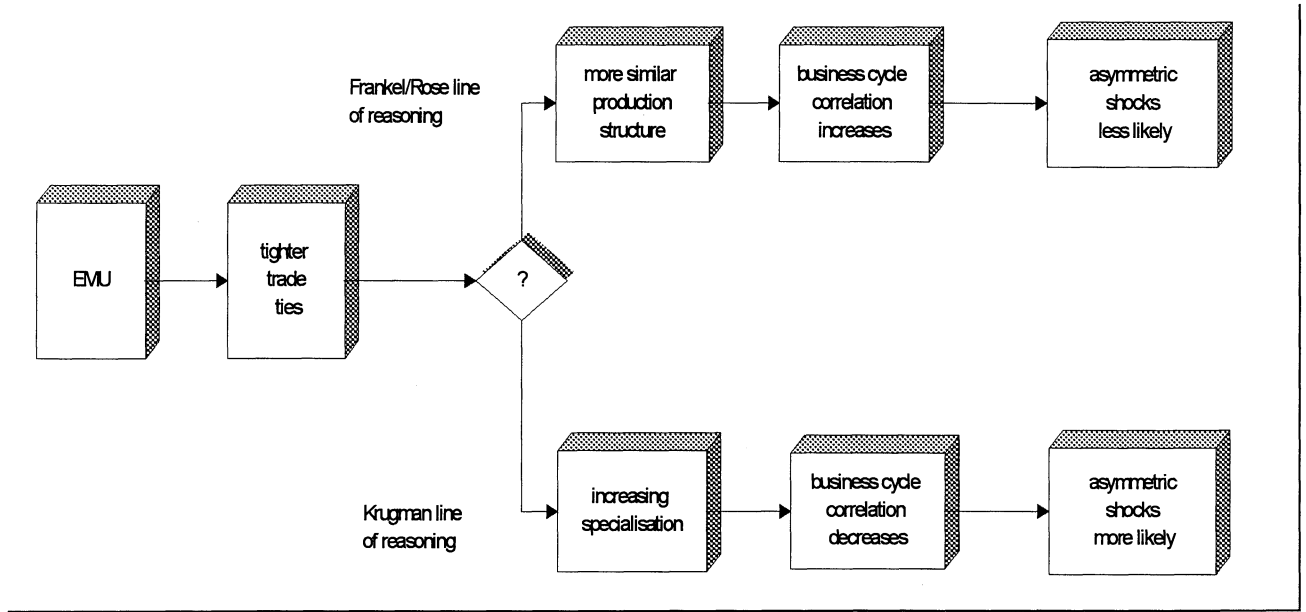 Frankel/Rose line
of reasoning
more similar
production
structure
business cycle
correlation
increases
asymmetric
shocks
less likely
EMU
tighter
trade
ties
?
Krugman line
of reasoning
increasing
specialisation
business cycle
correlation
decreases
asymmetric
shocks
more likely